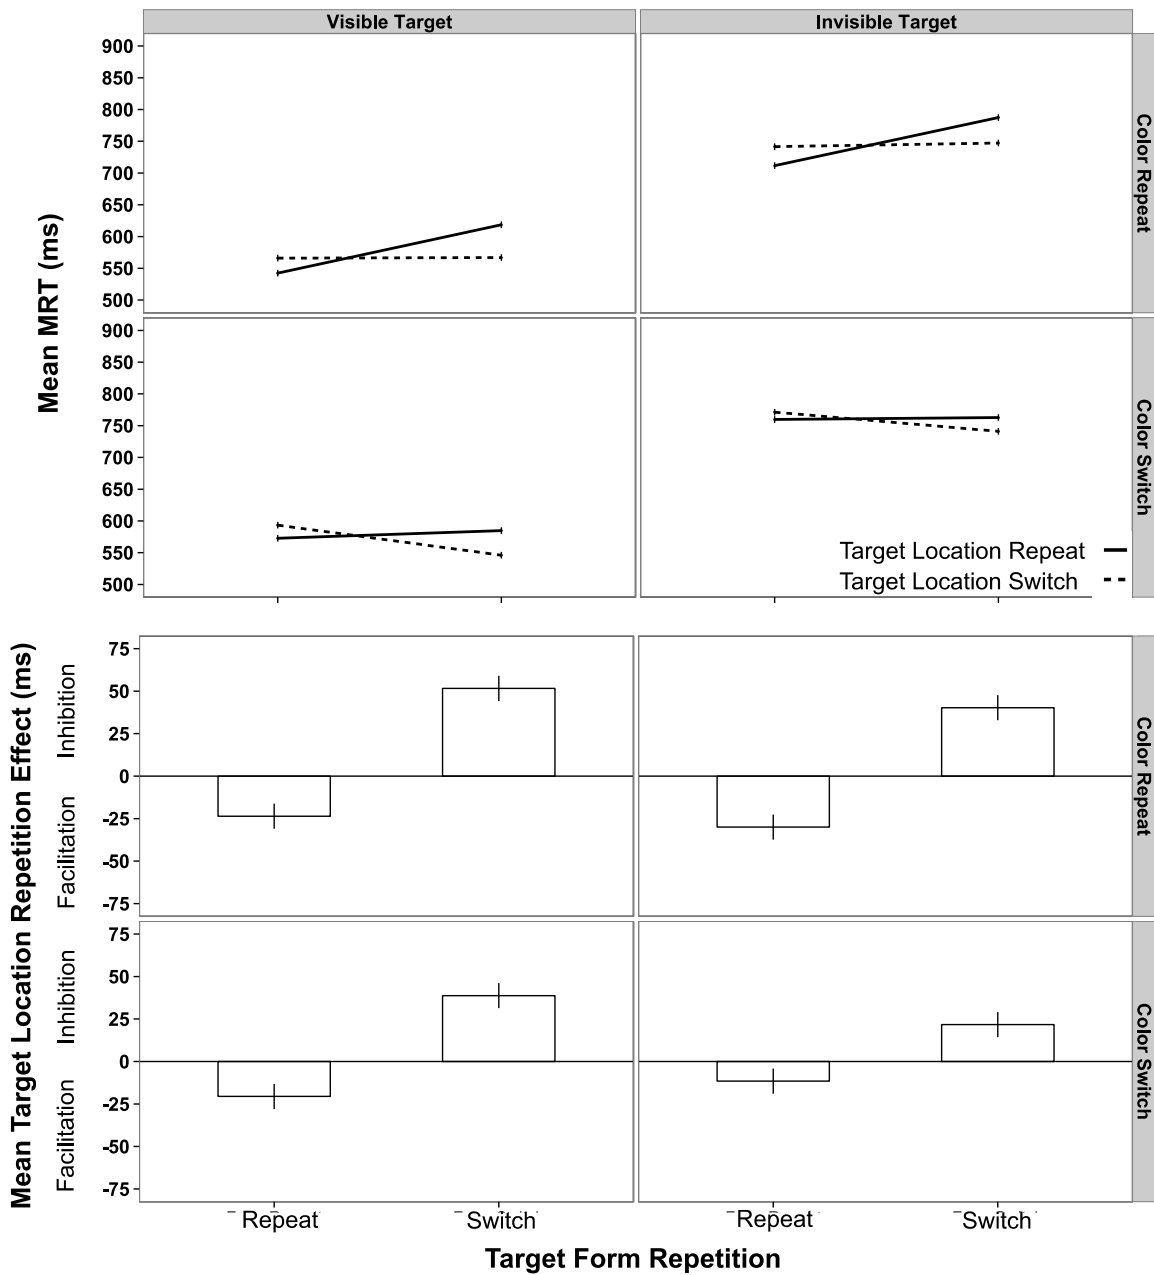 Visible Target
Invisible Target
900
850
800
750
700
650
600
550
500
Color Repeat
Mean MRT (ms)
900
850
800
750
700
650
600
550
500
Color Switch
Target Location Repeat
Target Location Switch
Mean Target Location Repetition Effect (ms)
Inhibition
Facilitation
75
50
25
0
-25
-50
-75
Color Repeat
Inhibition
Facilitation
75
50
25
0
-25
-50
-75
Color Switch
Repeat
Switch
Repeat
Switch
Target Form Repetition